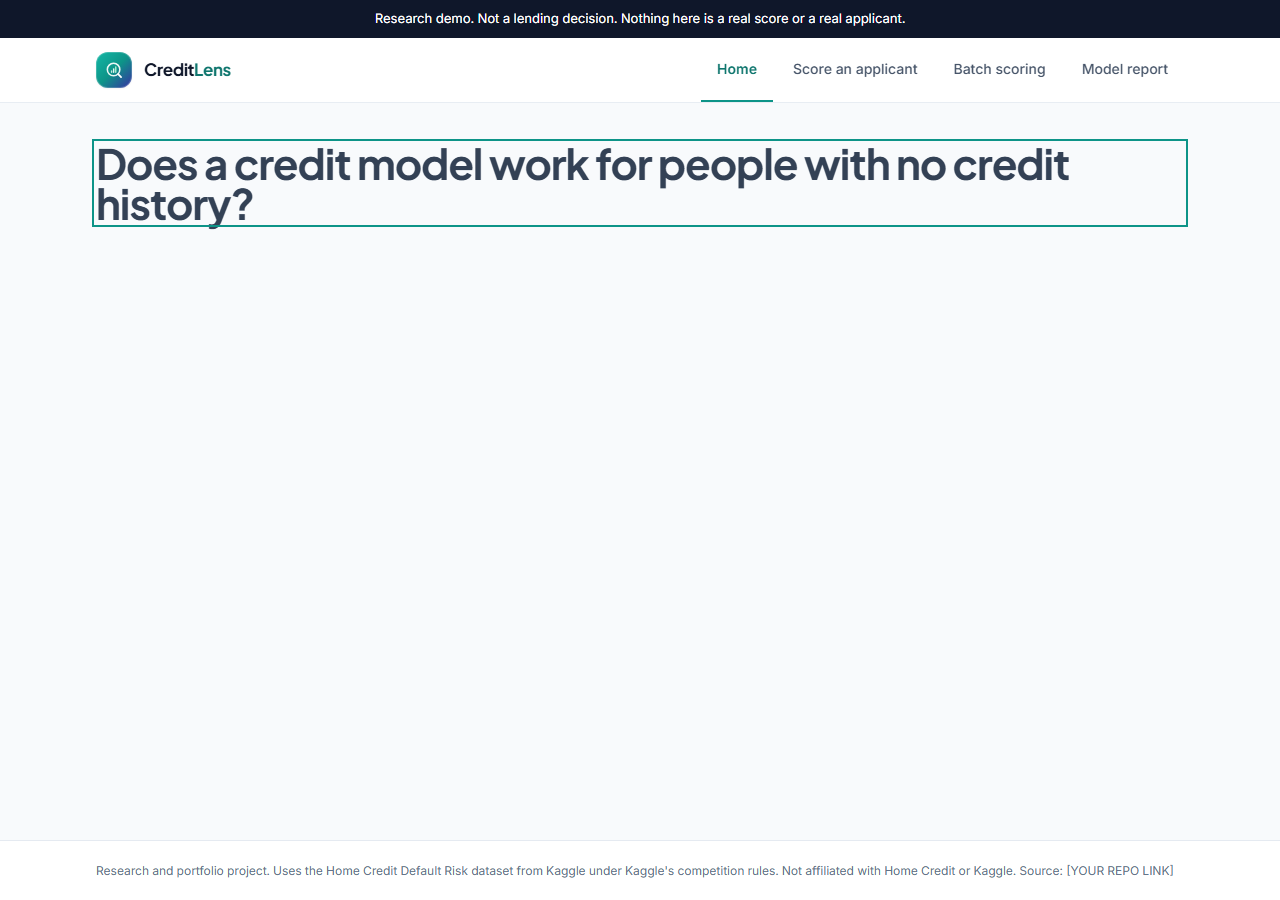 Research demo. Not a lending decision. Nothing here is a real score or a real applicant.
CreditLens
Home
Score an applicant
Batch scoring
Model report
Does a credit model work for people with no credit
history?
Research and portfolio project. Uses the Home Credit Default Risk dataset from Kaggle under Kaggle's competition rules. Not affiliated with Home Credit or Kaggle. Source: [YOUR REPO LINK]